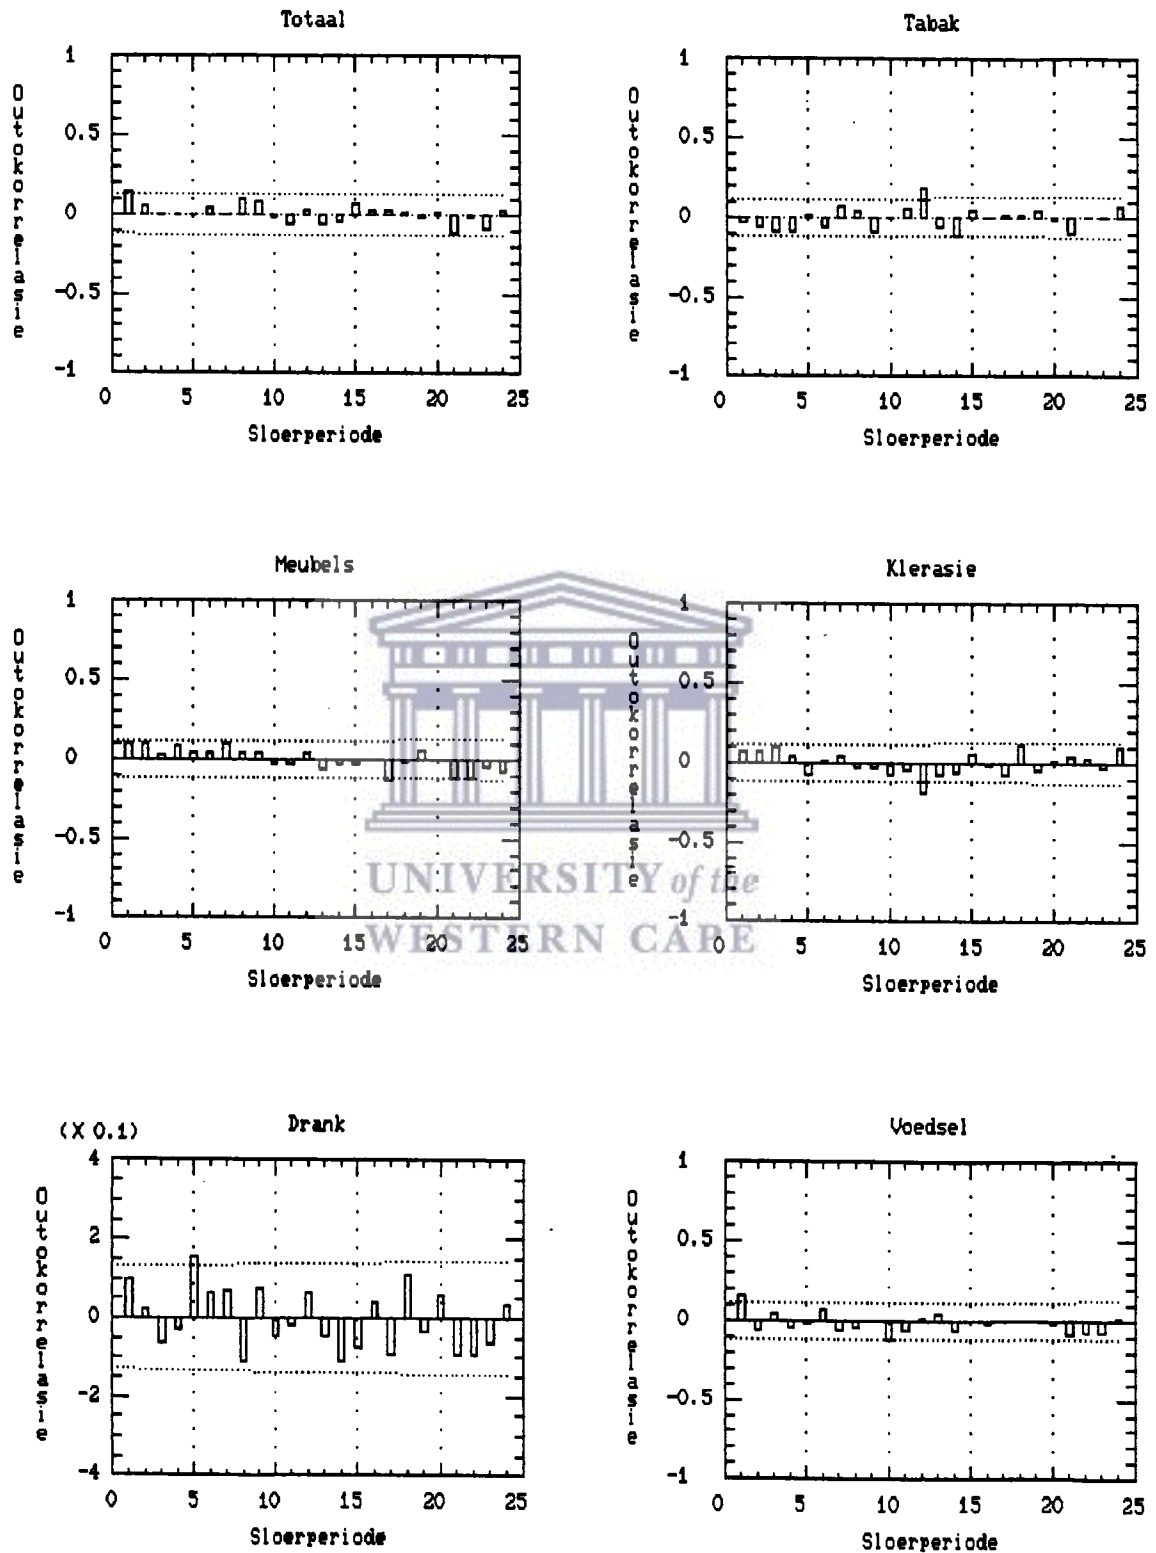 Totaal
1
0.5
0
-0.5
-1
Outokorrelasie
0 5 10 15 20 25
Sloerperiode
Tabak
1
0.5
0
-0.5
-1
Outokorrelasie
0 5 10 15 20 25
Sloerperiode
Meubels
1
0.5
0
-0.5
-1
Outokorrelasie
0 5 10 15 20 25
Sloerperiode
Klerasie
1
0.5
0
-0.5
-1
Outokorrelasie
0 5 10 15 20 25
Sloerperiode
UNIVERSITY of the
WESTERN CAPE
Drank
(X 0.1)
4
2
0
-2
-4
Outokorrelasie
0 5 10 15 20 25
Sloerperiode
Voedsel
1
0.5
0
-0.5
-1
Outokorrelasie
0 5 10 15 20 25
Sloerperiode